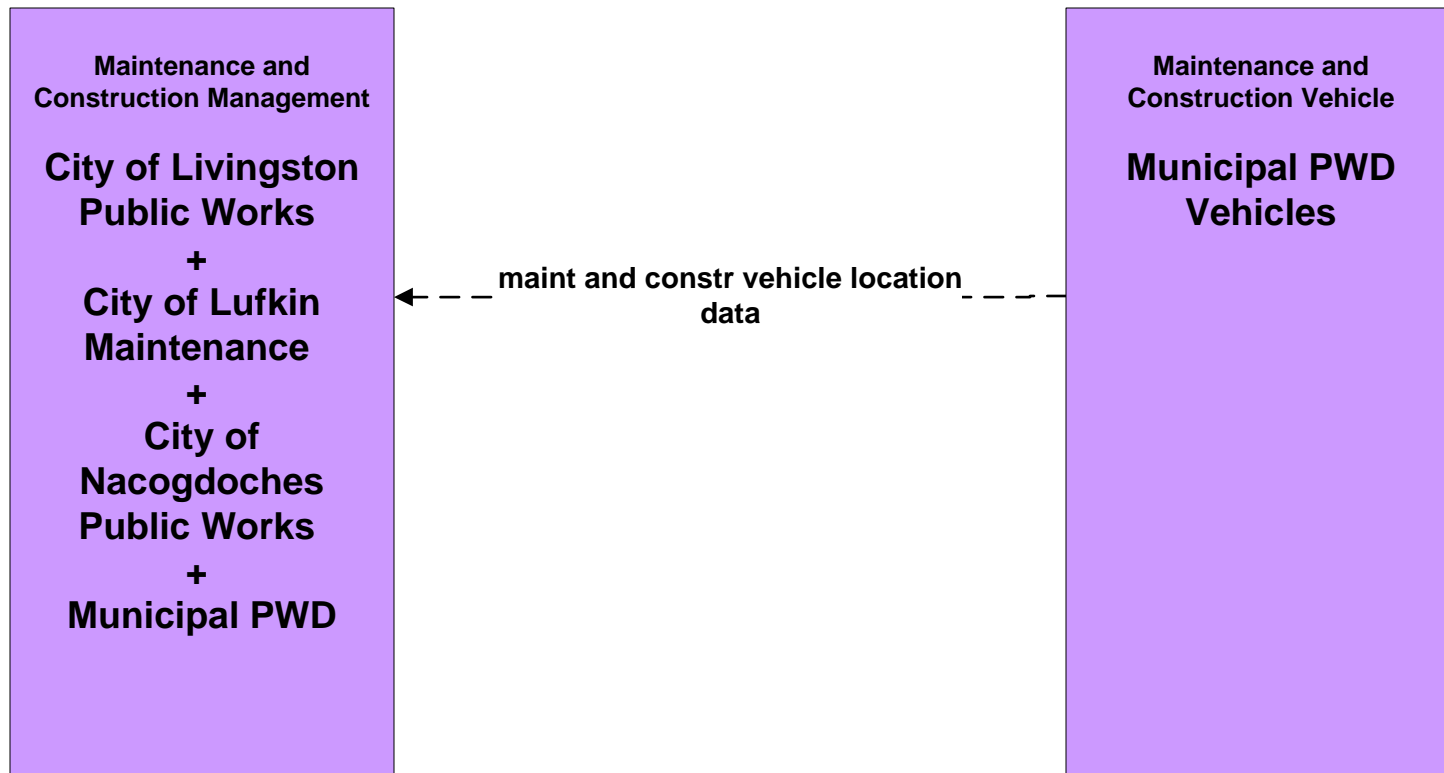 Maintenance and
Construction Management
City of Livingston
Public Works
+
City of Lufkin
Maintenance
+
City of
Nacogdoches
Public Works
+
Municipal PWD
maint and constr vehicle location
data
Maintenance and
Construction Vehicle
Municipal PWD
Vehicles